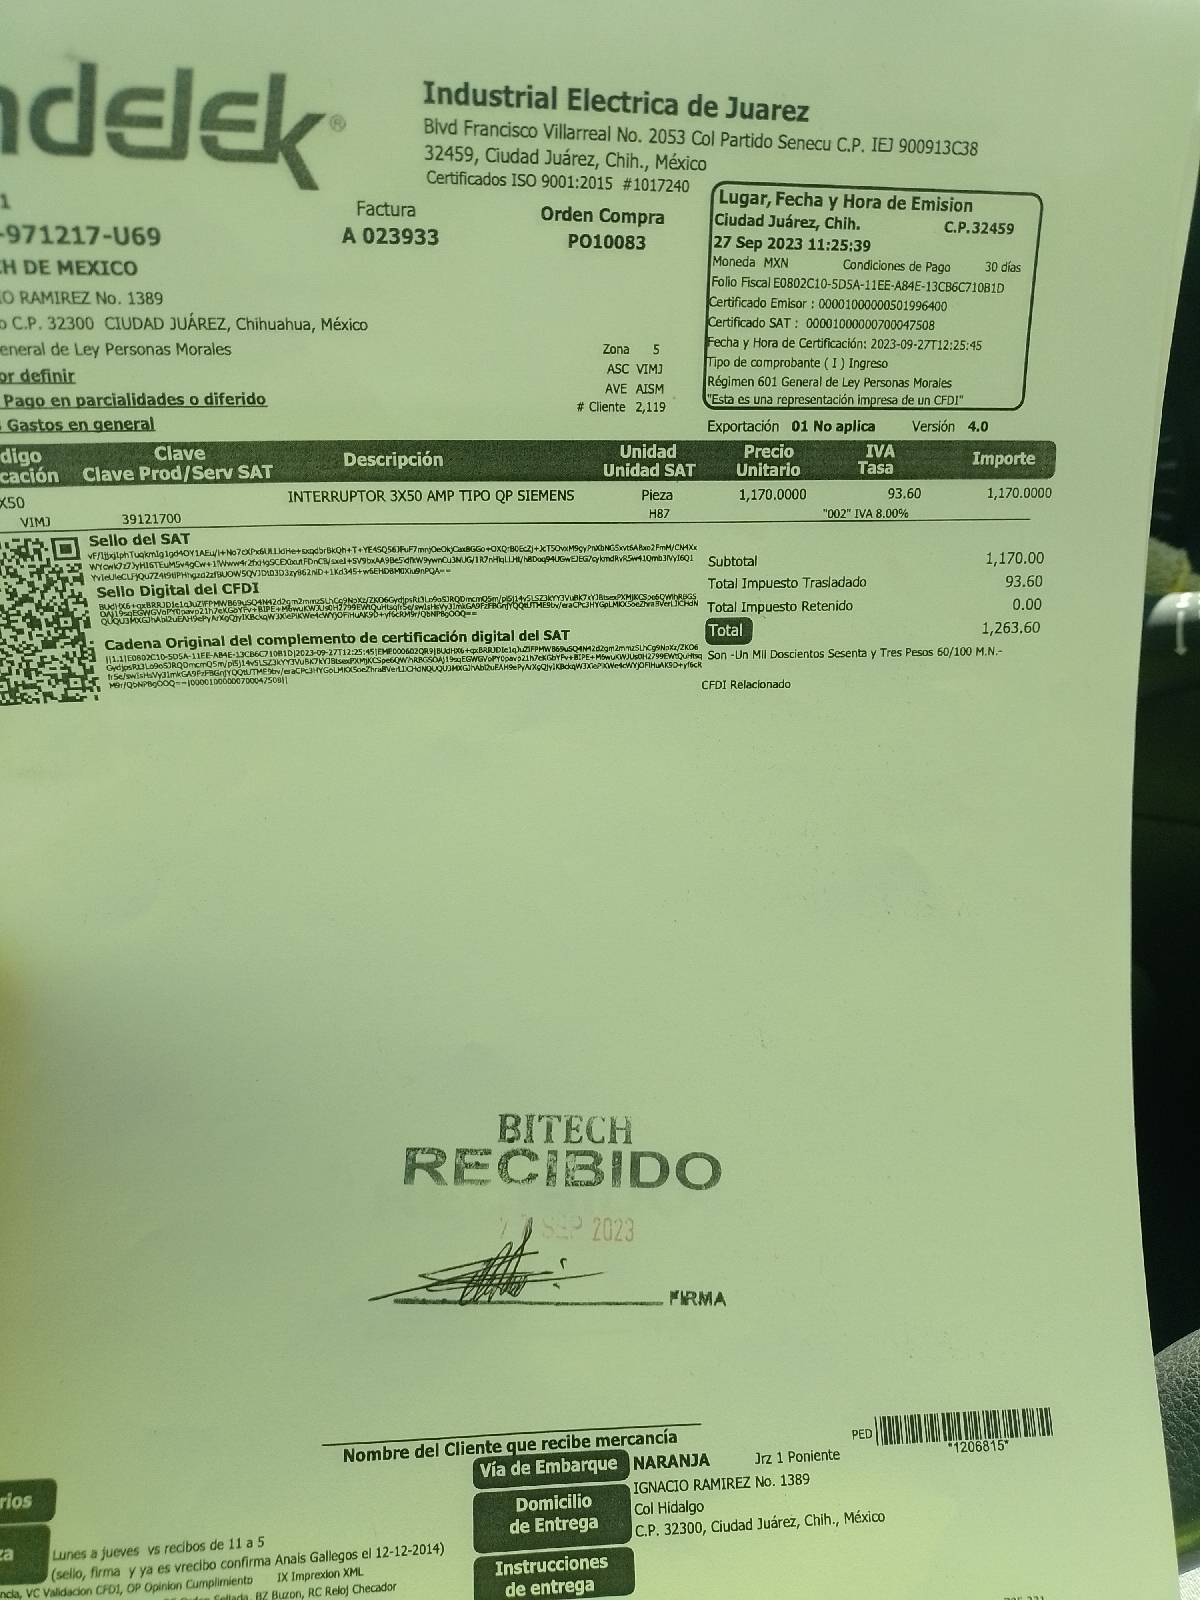 ndelek®
Industrial Electrica de Juarez
Blvd Francisco Villarreal No. 2053 Col Partido Senecu C.P. IEJ 900913C38
32459, Ciudad Juárez, Chih., México
Certificados ISO 9001:2015 #1017240
Factura
A 023933
Orden Compra
PO10083
Lugar, Fecha y Hora de Emision
Ciudad Juárez, Chih. C.P.32459
27 Sep 2023 11:25:39
Moneda MXN Condiciones de Pago 30 días
Folio Fiscal E0802C10-5D5A-11EE-A84E-13CB6C710B1D
Certificado Emisor : 00001000000501996400
Certificado SAT : 00001000000700047508
Fecha y Hora de Certificación: 2023-09-27T12:25:45
Tipo de comprobante ( I ) Ingreso
Régimen 601 General de Ley Personas Morales
"Esta es una representación impresa de un CFDI"
Exportación 01 No aplica Versión 4.0
1
-971217-U69
H DE MEXICO
O RAMIREZ No. 1389
o C.P. 32300 CIUDAD JUÁREZ, Chihuahua, México
eneral de Ley Personas Morales
or definir
Pago en parcialidades o diferido
Gastos en general
Zona 5
ASC VIMJ
AVE AISM
# Cliente 2,119
digo
cación
Clave
Clave Prod/Serv SAT
Descripción
Unidad
Unidad SAT
Precio
Unitario
IVA
Tasa
Importe
X50 INTERRUPTOR 3X50 AMP TIPO QP SIEMENS Pieza 1,170.0000 93.60 1,170.0000
VIMJ 39121700 H87 "002" IVA 8.00%
Sello del SAT
Sello Digital del CFDI
Cadena Original del complemento de certificación digital del SAT
Subtotal 1,170.00
Total Impuesto Trasladado 93.60
Total Impuesto Retenido 0.00
Total 1,263.60
Son -Un Mil Doscientos Sesenta y Tres Pesos 60/100 M.N.-
CFDI Relacionado
BITECH
RECIBIDO
SEP 2023
FIRMA
Nombre del Cliente que recibe mercancía
PED
*1206815*
Vía de Embarque NARANJA Jrz 1 Poniente
Domicilio
de Entrega
IGNACIO RAMIREZ No. 1389
Col Hidalgo
C.P. 32300, Ciudad Juárez, Chih., México
Instrucciones
de entrega
rios
Lunes a jueves vs recibos de 11 a 5
(sello, firma y ya es vrecibo confirma Anais Gallegos el 12-12-2014)
ncia, VC Validacion CFDI, OP Opinion Cumplimiento IX Imprexion XML
BZ Buzon, RC Reloj Checador